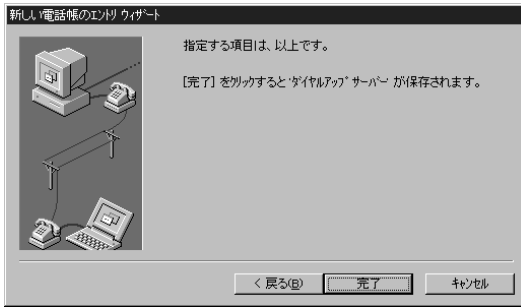 新しい電話帳のエントリ ウィザート
指定する項目は、以上です。
[完了] をクリックすると 'ダイヤルアップ サーバー' が保存されます。
< 戻る(B)
完了
キャンセル